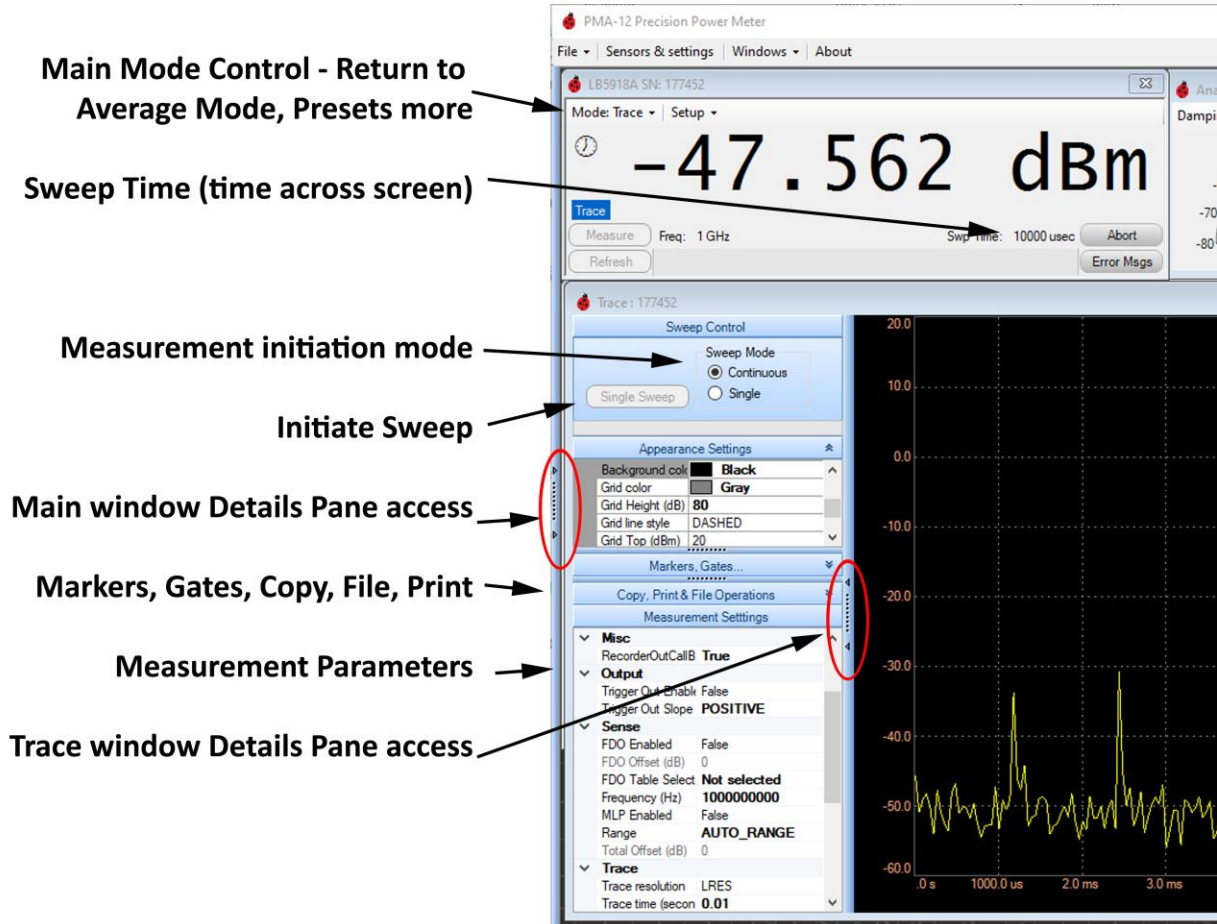 PMA-12 Precision Power Meter
File Sensors & settings Windows About
Main Mode Control - Return to
Average Mode, Presets more
LB5918A SN: 177452
Mode: Trace Setup
-47.562 dBm
Sweep Time (time across screen)
Trace
Measure Freq: 1 GHz Swp Time: 10000 usec Abort
Refresh Error Msgs
-70
-80
Trace : 177452
Sweep Control
Measurement initiation mode
Sweep Mode
Continuous
Single Sweep Single
Initiate Sweep
Appearance Settings
Background colo Black
Grid color Gray
Grid Height (dB) 80
Grid line style DASHED
Grid Top (dBm) 20
Main window Details Pane access
Markers, Gates...
Markers, Gates, Copy, File, Print
Copy, Print & File Operations
Measurement Setttings
Misc
RecorderOutCallB True
Measurement Parameters
Output
Trigger Out Enable False
Trigger Out Slope POSITIVE
Trace window Details Pane access
Sense
FDO Enabled False
FDO Offset (dB) 0
FDO Table Select Not selected
Frequency (Hz) 1000000000
MLP Enabled False
Range AUTO_RANGE
Total Offset (dB) 0
Trace
Trace resolution LRES
Trace time (secon 0.01
20.0
10.0
0.0
-10.0
-20.0
-30.0
-40.0
-50.0
-60.0
.0 s 1000.0 us 2.0 ms 3.0 ms